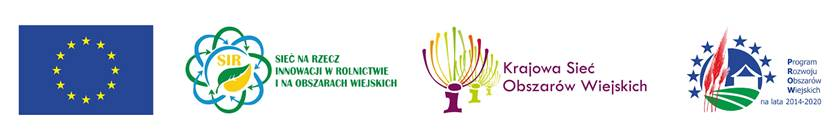 SIR
SIEĆ NA RZECZ
INNOWACJI W ROLNICTWIE
I NA OBSZARACH WIEJSKICH
Krajowa Sieć
Obszarów Wiejskich
Program
Rozwoju
Obszarów
Wiejskich
na lata 2014-2020